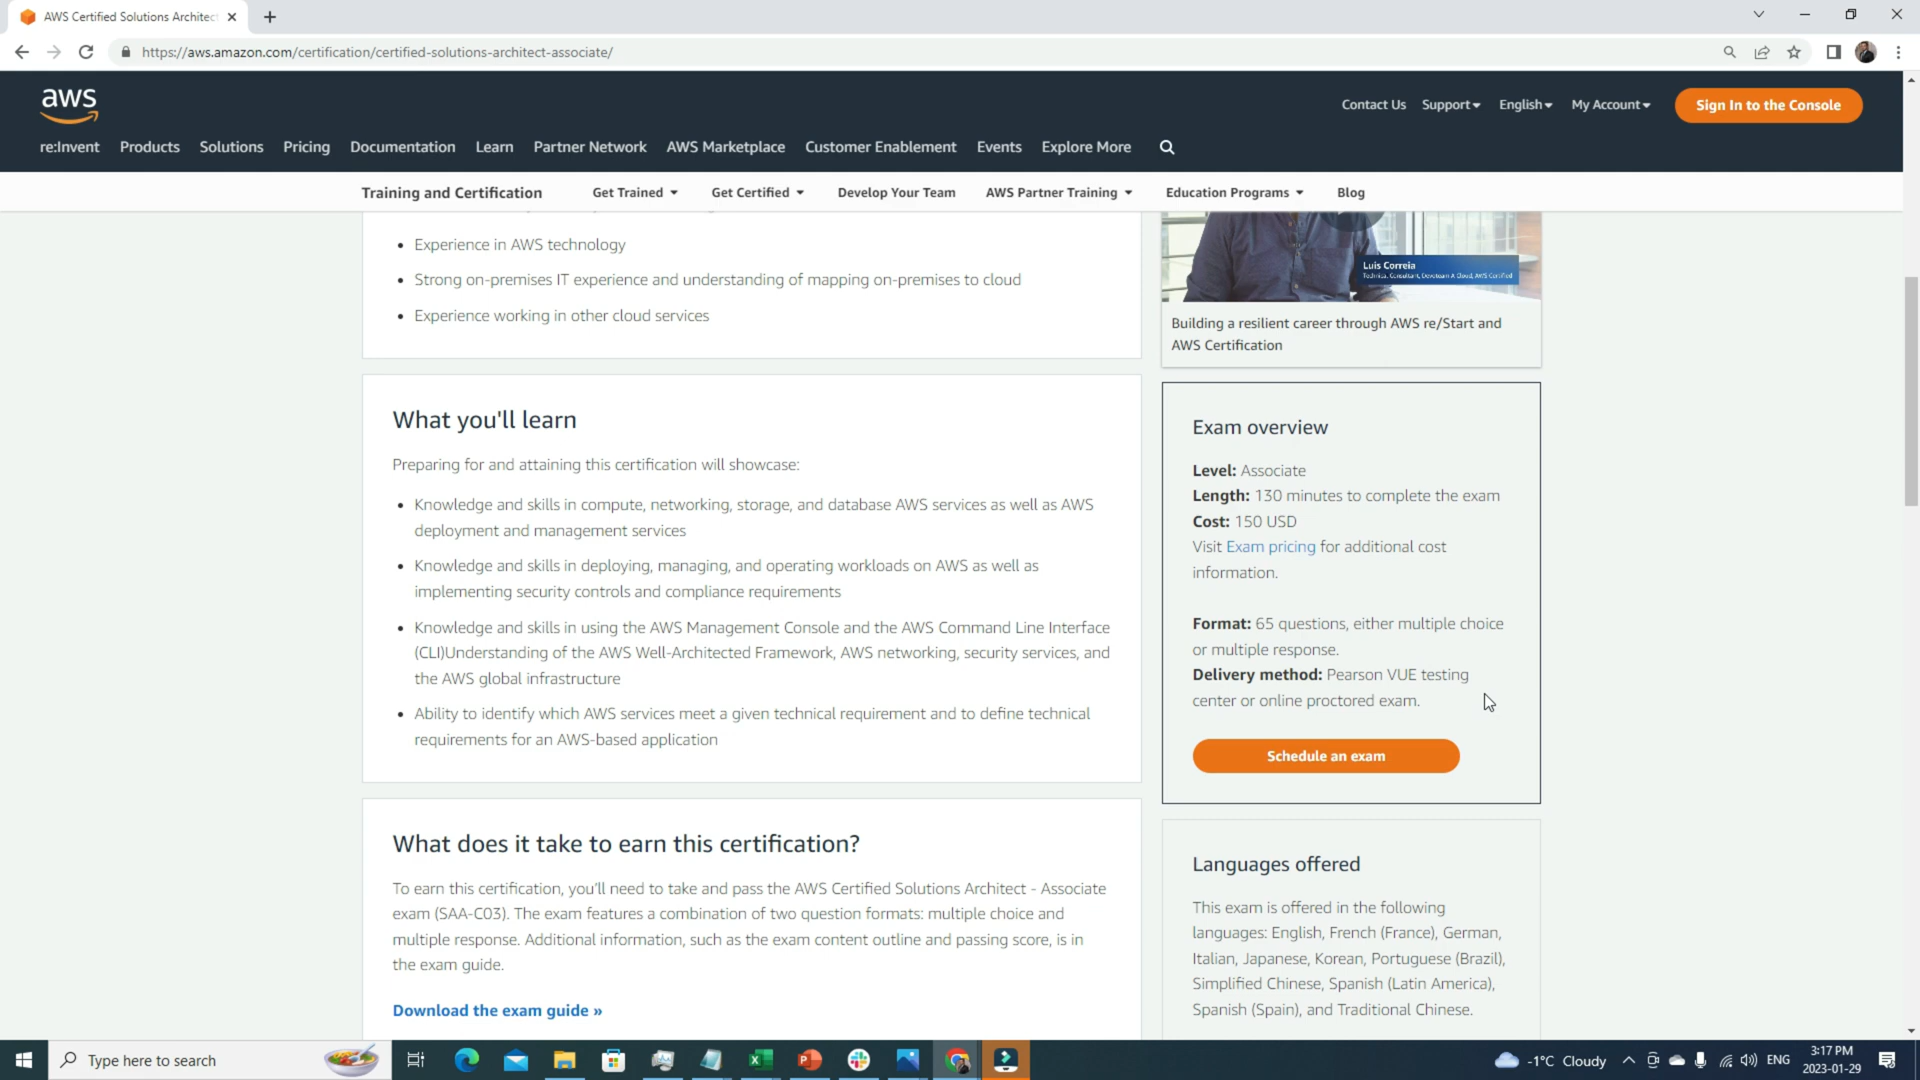 AWS Certified Solutions Architect
https://aws.amazon.com/certification/certified-solutions-architect-associate/
aws
Contact Us Support English My Account Sign In to the Console
re:Invent Products Solutions Pricing Documentation Learn Partner Network AWS Marketplace Customer Enablement Events Explore More
Training and Certification Get Trained Get Certified Develop Your Team AWS Partner Training Education Programs Blog
• Experience in AWS technology
• Strong on-premises IT experience and understanding of mapping on-premises to cloud
• Experience working in other cloud services
Luis Correia
Technical Consultant, Devoteam A Cloud, AWS Certified
Building a resilient career through AWS re/Start and
AWS Certification
What you'll learn
Preparing for and attaining this certification will showcase:
• Knowledge and skills in compute, networking, storage, and database AWS services as well as AWS
deployment and management services
• Knowledge and skills in deploying, managing, and operating workloads on AWS as well as
implementing security controls and compliance requirements
• Knowledge and skills in using the AWS Management Console and the AWS Command Line Interface
(CLI)Understanding of the AWS Well-Architected Framework, AWS networking, security services, and
the AWS global infrastructure
• Ability to identify which AWS services meet a given technical requirement and to define technical
requirements for an AWS-based application
Exam overview
Level: Associate
Length: 130 minutes to complete the exam
Cost: 150 USD
Visit Exam pricing for additional cost
information.
Format: 65 questions, either multiple choice
or multiple response.
Delivery method: Pearson VUE testing
center or online proctored exam.
Schedule an exam
What does it take to earn this certification?
To earn this certification, you'll need to take and pass the AWS Certified Solutions Architect - Associate
exam (SAA-C03). The exam features a combination of two question formats: multiple choice and
multiple response. Additional information, such as the exam content outline and passing score, is in
the exam guide.
Download the exam guide »
Languages offered
This exam is offered in the following
languages: English, French (France), German,
Italian, Japanese, Korean, Portuguese (Brazil),
Simplified Chinese, Spanish (Latin America),
Spanish (Spain), and Traditional Chinese.
Type here to search
-1°C Cloudy
ENG
3:17 PM
2023-01-29